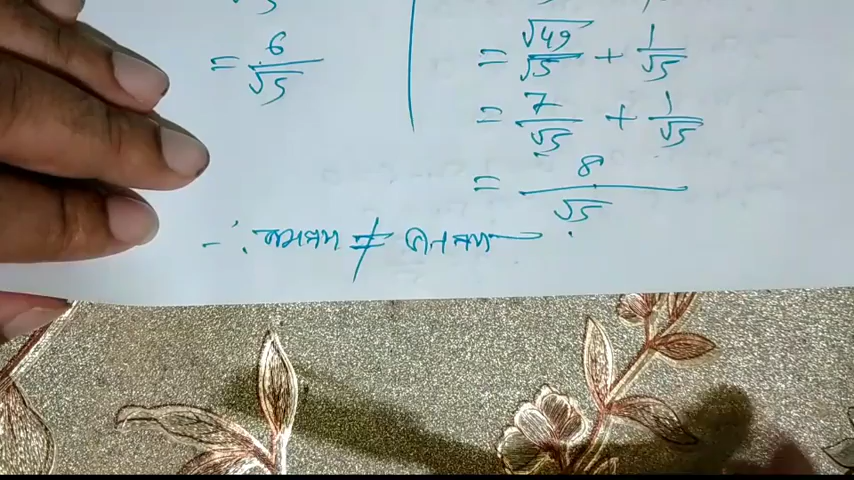 = 6/√5
= √49/√5 + 1/√5
= 7/√5 + 1/√5
= 8/√5
∴ বামপক্ষ ≠ ডানপক্ষ